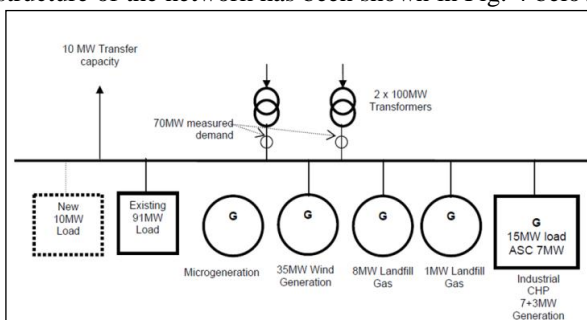 structure of the network has been shown in Fig. 4 below
10 MW Transfer
capacity
2 x 100MW
Transformers
70MW measured
demand
New
10MW
Load
Existing
91MW
Load
G
Microgeneration
G
35MW Wind
Generation
G
8MW Landfill
Gas
G
1MW Landfill
Gas
G
15MW load
ASC 7MW
Industrial
CHP
7+3MW
Generation